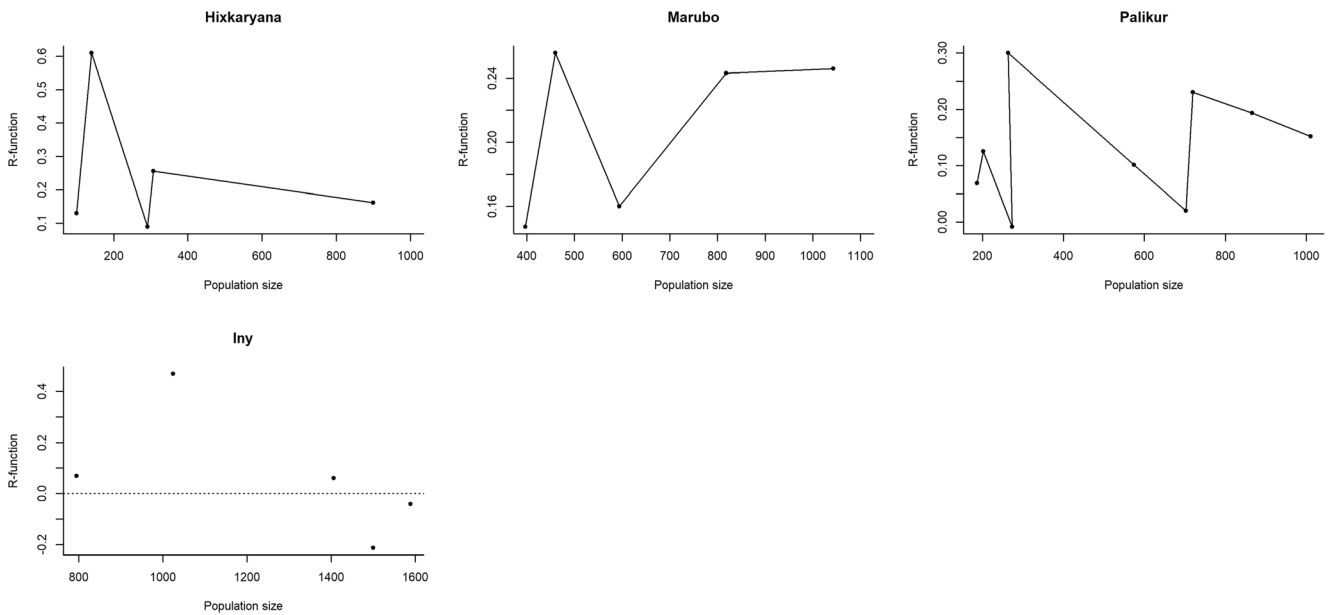 Hixkaryana
R-function
0.1 0.2 0.3 0.4 0.5 0.6
200 400 600 800 1000
Population size
Marubo
R-function
0.16 0.20 0.24
400 500 600 700 800 900 1000 1100
Population size
Palikur
R-function
0.00 0.10 0.20 0.30
200 400 600 800 1000
Population size
Iny
R-function
-0.2 0.0 0.2 0.4
800 1000 1200 1400 1600
Population size